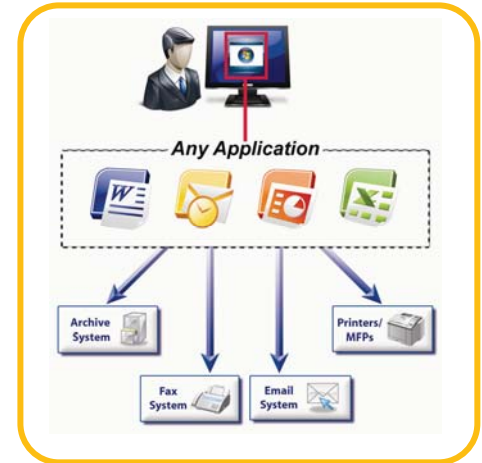 Any Application
W
X
Archive
System
Printers/
MFPs
Fax
System
Email
System